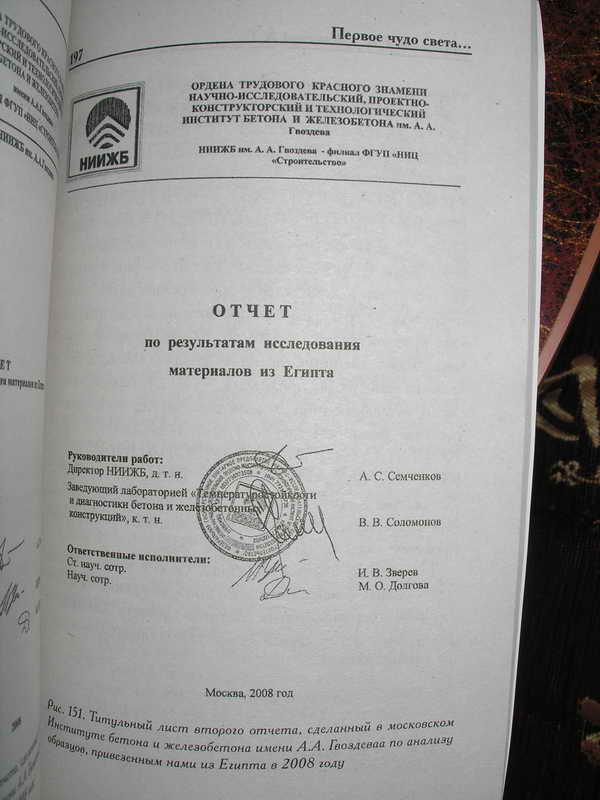 197
Первое чудо света...
НИИЖБ
ОРДЕНА ТРУДОВОГО КРАСНОГО ЗНАМЕНИ
НАУЧНО-ИССЛЕДОВАТЕЛЬСКИЙ, ПРОЕКТНО-
КОНСТРУКТОРСКИЙ И ТЕХНОЛОГИЧЕСКИЙ
ИНСТИТУТ БЕТОНА И ЖЕЛЕЗОБЕТОНА им. А. А.
Гвоздева
НИИЖБ им. А. А. Гвоздева - филиал ФГУП «НИЦ
«Строительство»
ОТЧЕТ
по результатам исследования
материалов из Египта
Руководители работ:
Директор НИИЖБ, д. т. н.
А. С. Семченков
Заведующий лабораторией «Температуростойкости
и диагностики бетона и железобетонных
конструкций», к. т. н.
В. В. Соломонов
Ответственные исполнители:
Ст. науч. сотр.
И. В. Зверев
Науч. сотр.
М. О. Долгова
Москва, 2008 год
Рис. 151. Титульный лист второго отчета, сделанный в московском
Институте бетона и железобетона имени А.А. Гвоздеваа по анализу
образцов, привезенным нами из Египта в 2008 году